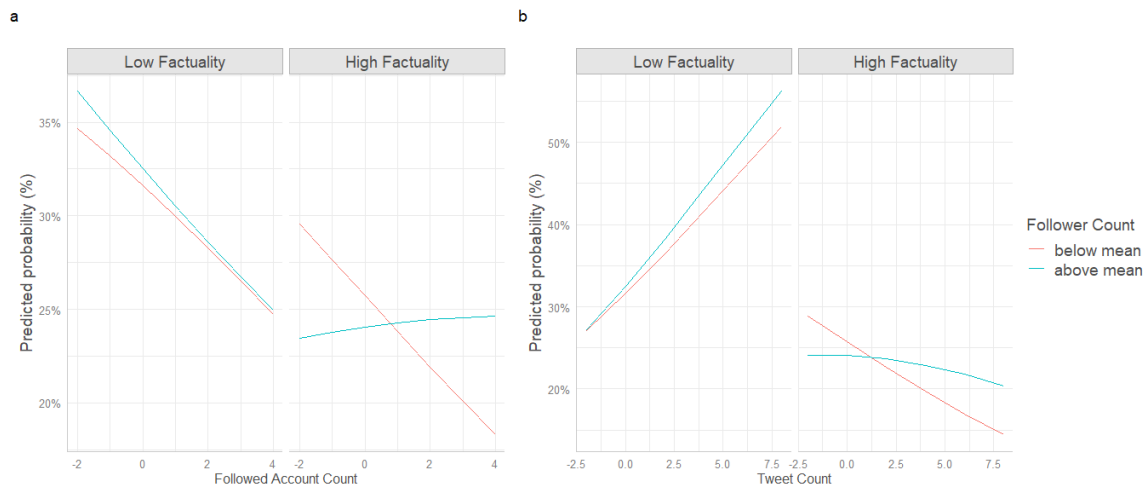 a
Low Factuality
High Factuality
Predicted probability (%)
35%
30%
25%
20%
-2
0
2
4
-2
0
2
4
Followed Account Count
b
Low Factuality
High Factuality
Predicted probability (%)
50%
40%
30%
20%
-2.5
0.0
2.5
5.0
7.5
-2.5
0.0
2.5
5.0
7.5
Tweet Count
Follower Count
below mean
above mean